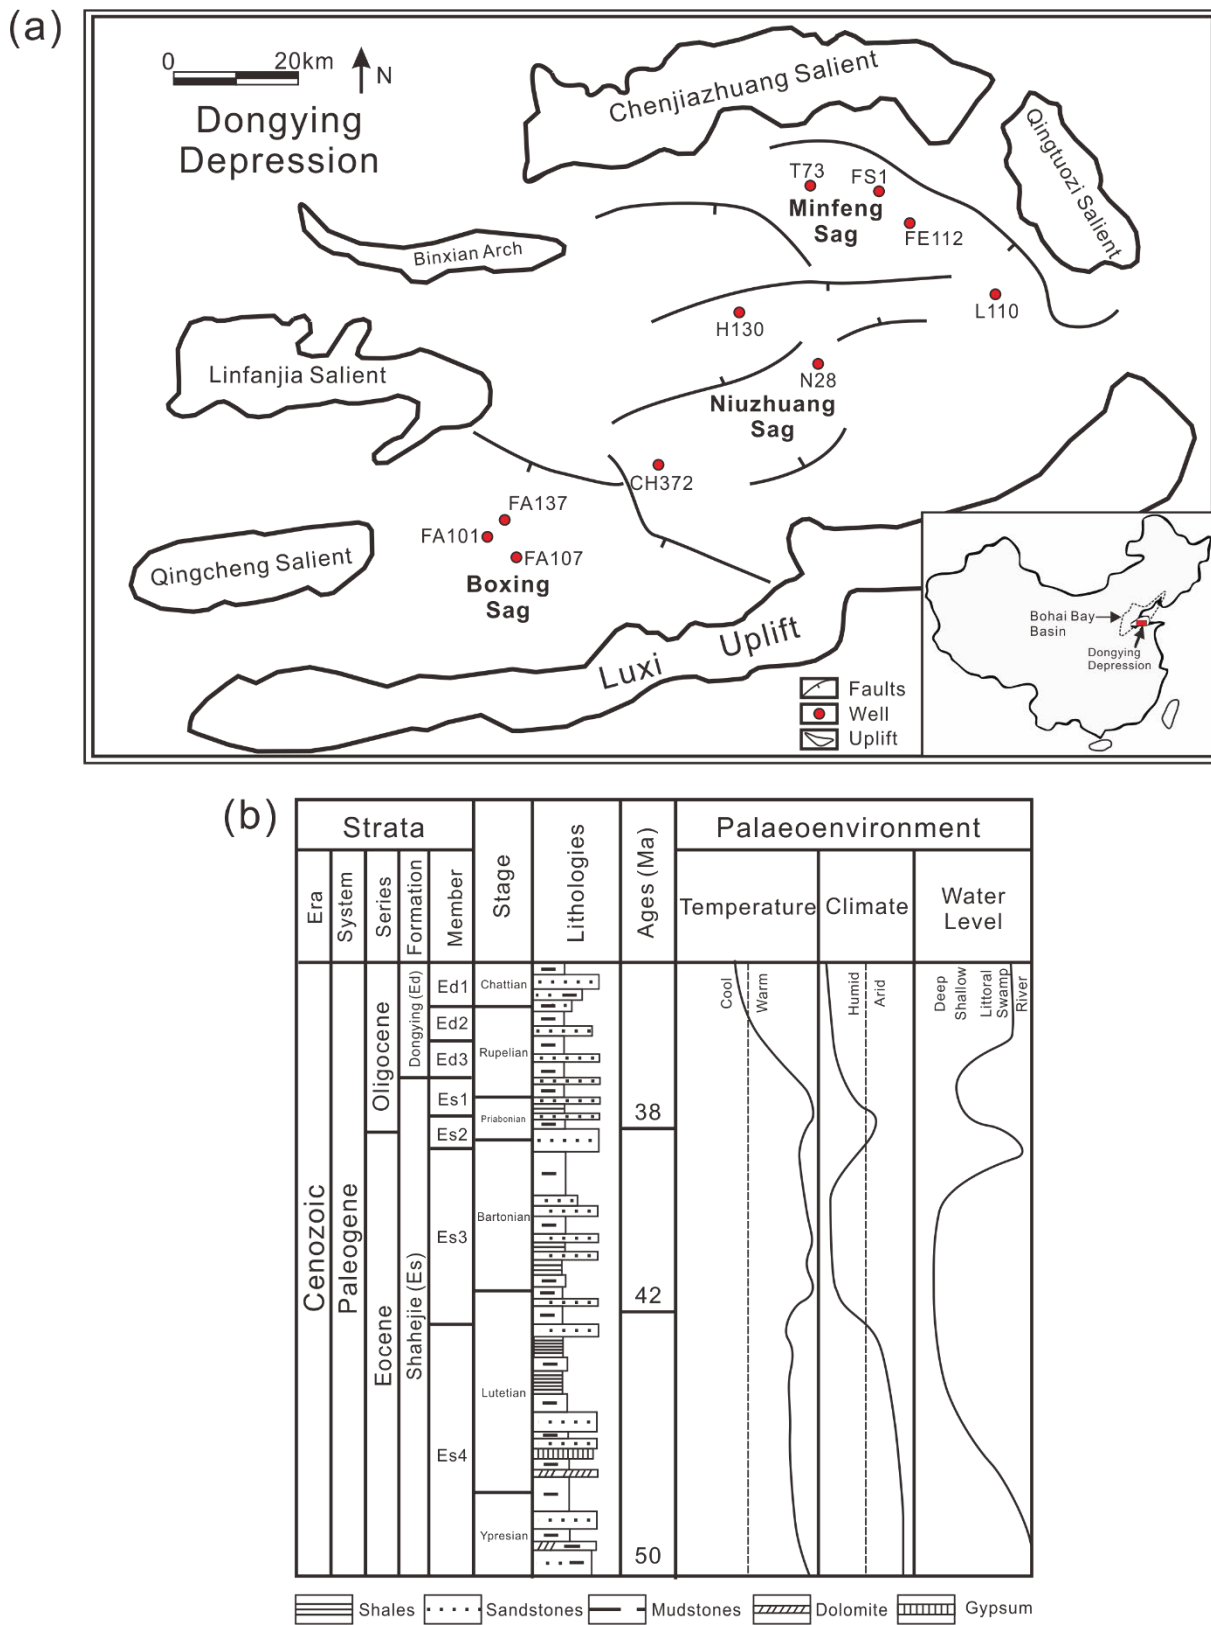 (a)
0 20km
N
Dongying
Depression
Chenjiazhuang Salient
Qingtuozi Salient
T73
FS1
Minfeng
Sag
FE112
Binxian Arch
L110
H130
Linfanjia Salient
N28
Niuzhuang
Sag
CH372
FA137
FA101
FA107
Qingcheng Salient
Boxing
Sag
Luxi Uplift
Faults
Well
Uplift
Bohai Bay
Basin
Dongying
Depression
(b)
Strata
Palaeoenvironment
Era
System
Series
Formation
Member
Stage
Lithologies
Ages (Ma)
Temperature
Climate
Water
Level
Cool
Warm
Humid
Arid
Deep
Shallow
Littoral
Swamp
River
Cenozoic
Paleogene
Oligocene
Eocene
Dongying (Ed)
Shahejie (Es)
Ed1
Ed2
Ed3
Es1
Es2
Es3
Es4
Chattian
Rupelian
Priabonian
Bartonian
Lutetian
Ypresian
38
42
50
Shales
Sandstones
Mudstones
Dolomite
Gypsum